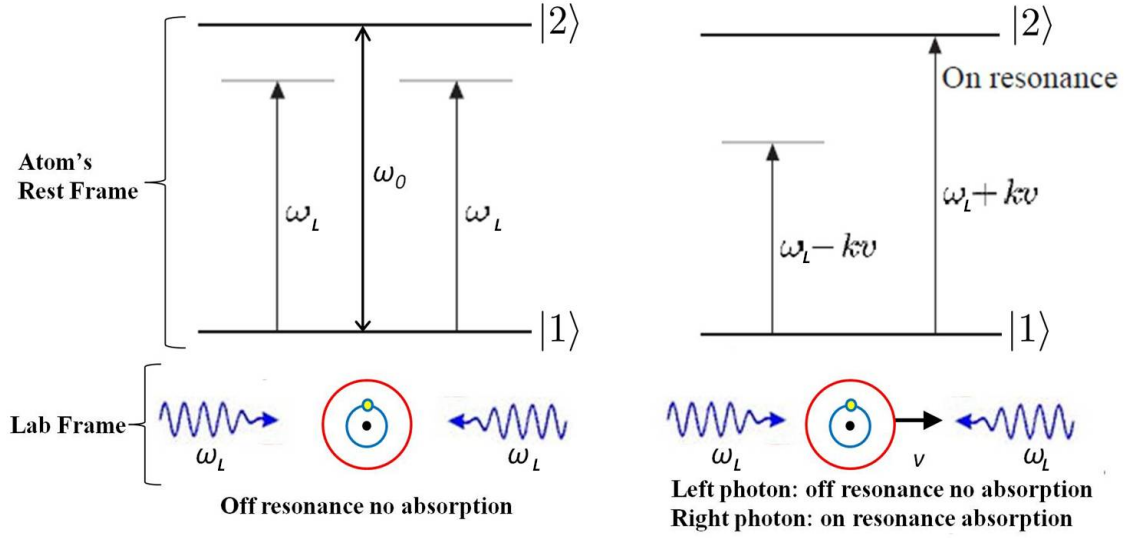 |2⟩
ω₀
ω_L
ω_L
|1⟩
Atom's
Rest Frame
|2⟩
On resonance
ω_L + kv
ω_L − kv
|1⟩
Lab Frame
ω_L
ω_L
Off resonance no absorption
ω_L
v
ω_L
Left photon: off resonance no absorption
Right photon: on resonance absorption